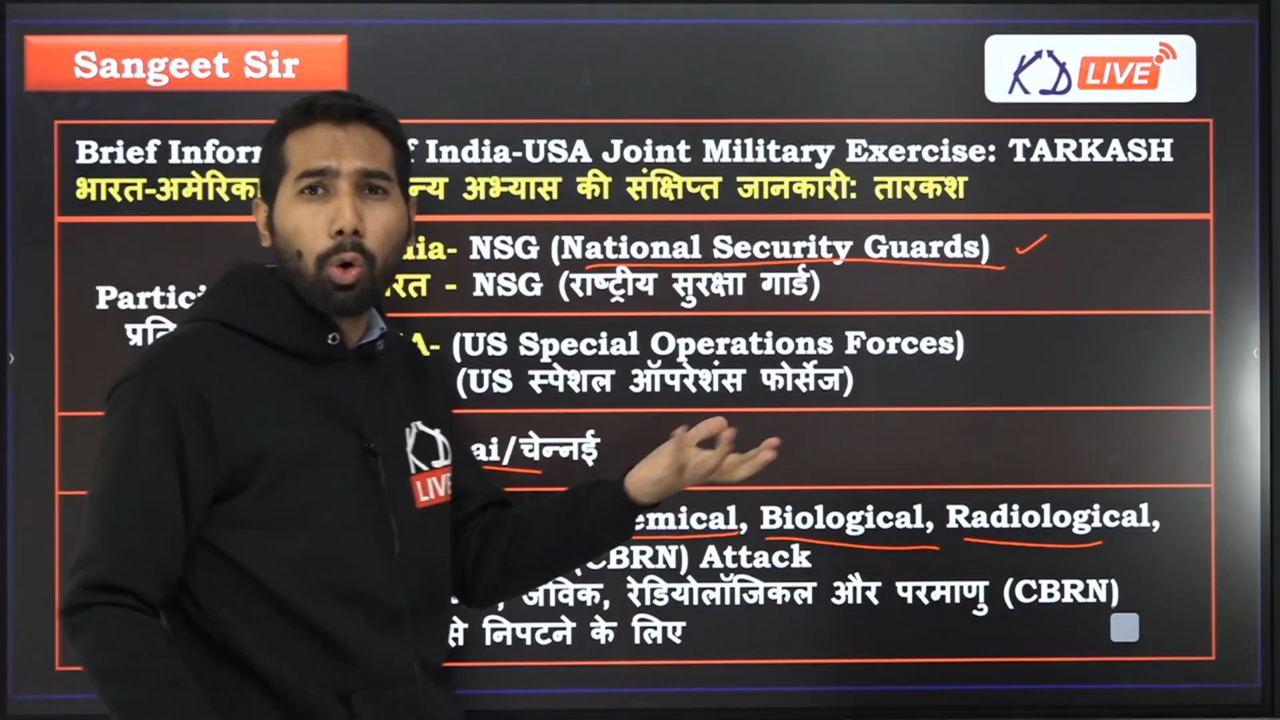 Sangeet Sir
KD LIVE
Brief Infor f India-USA Joint Military Exercise: TARKASH
भारत-अमेरिका न्य अभ्यास की संक्षिप्त जानकारी: तारकश
ia- NSG (National Security Guards)
रत - NSG (राष्ट्रीय सुरक्षा गार्ड)
Partici
प्रति
A- (US Special Operations Forces)
(US स्पेशल ऑपरेशंस फोर्सेज)
ai/चेन्नई
KD
LIVE
emical, Biological, Radiological,
(CBRN) Attack
, जैविक, रेडियोलॉजिकल और परमाणु (CBRN)
से निपटने के लिए